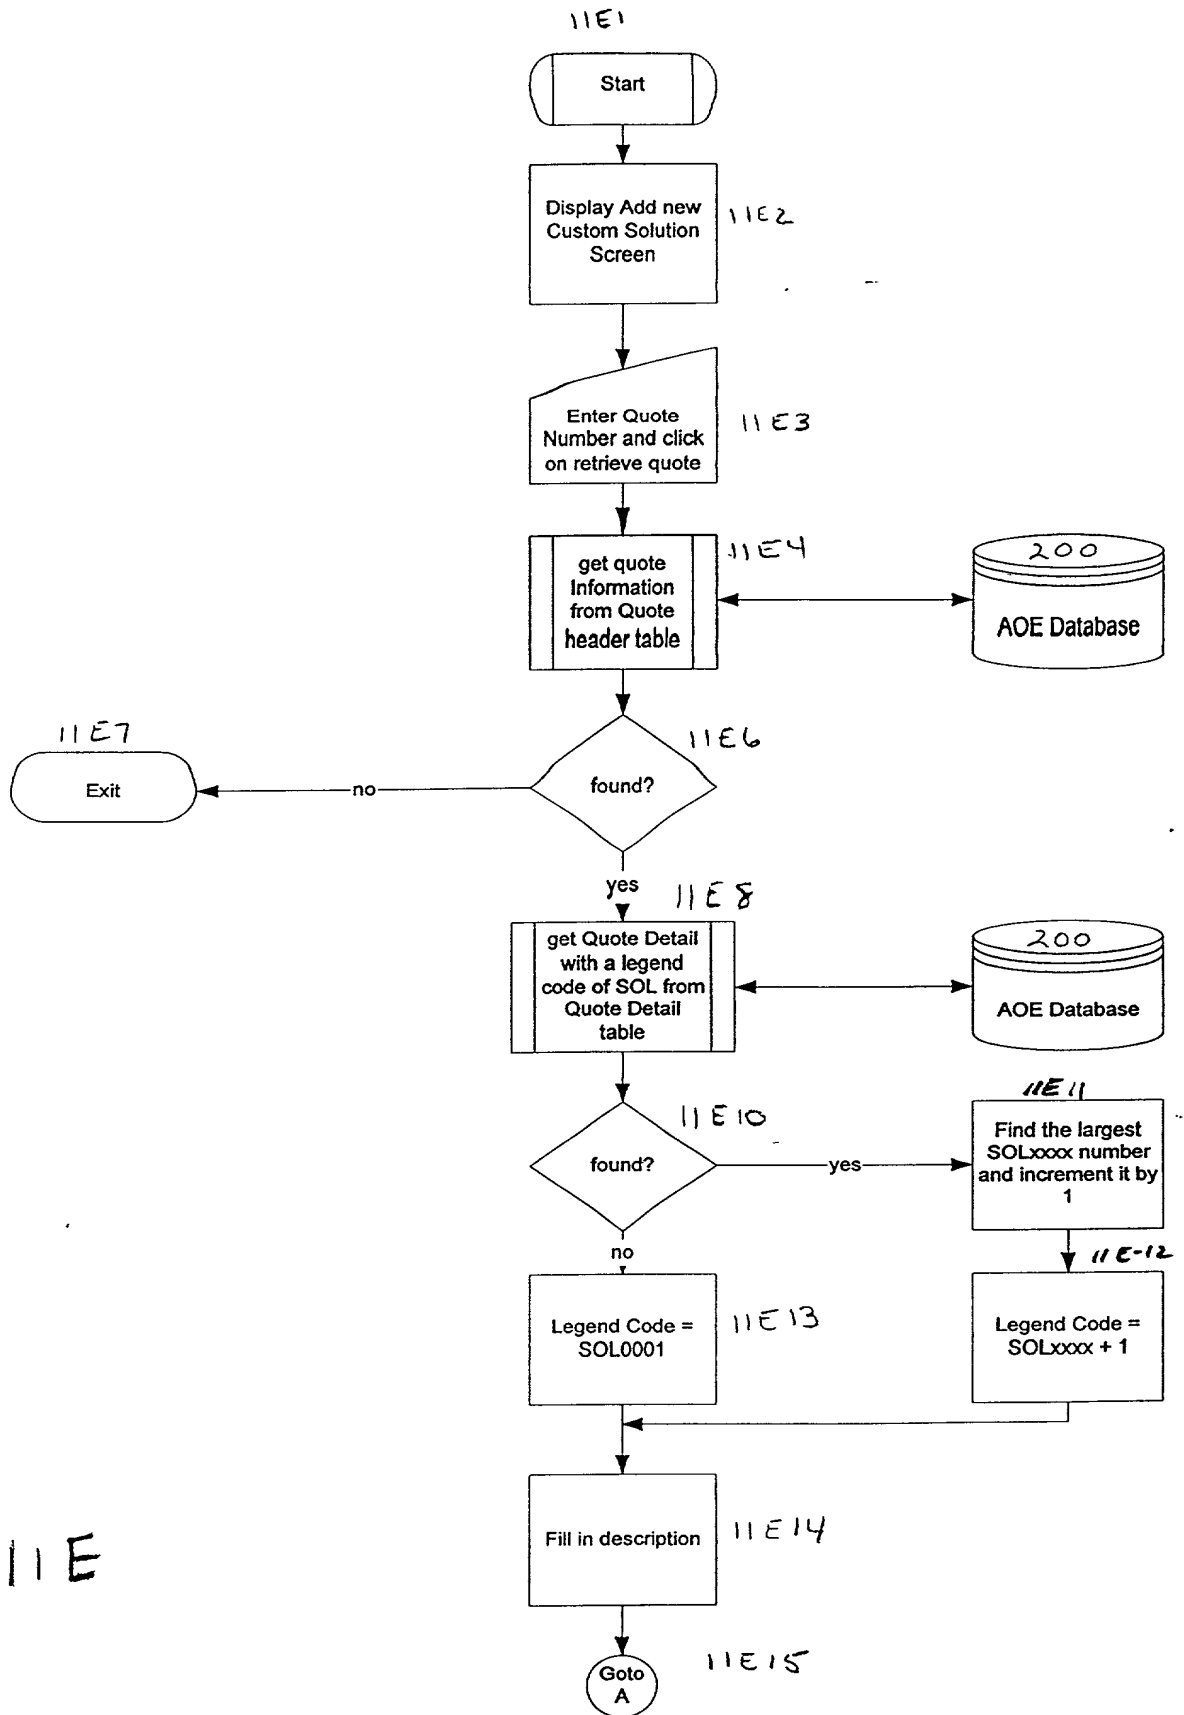 11E1
Start
Display Add new
Custom Solution
Screen
11E2
Enter Quote
Number and click
on retrieve quote
11E3
get quote
Information
from Quote
header table
11E4
200
AOE Database
11E7
Exit
no
found?
11E6
yes
11E8
get Quote Detail
with a legend
code of SOL from
Quote Detail
table
200
AOE Database
11E10
found?
yes
11E11
Find the largest
SOLxxxx number
and increment it by
1
no
11E-12
Legend Code =
SOL0001
11E13
Legend Code =
SOLxxxx + 1
Fill in description
11E14
11E
11E15
Goto
A